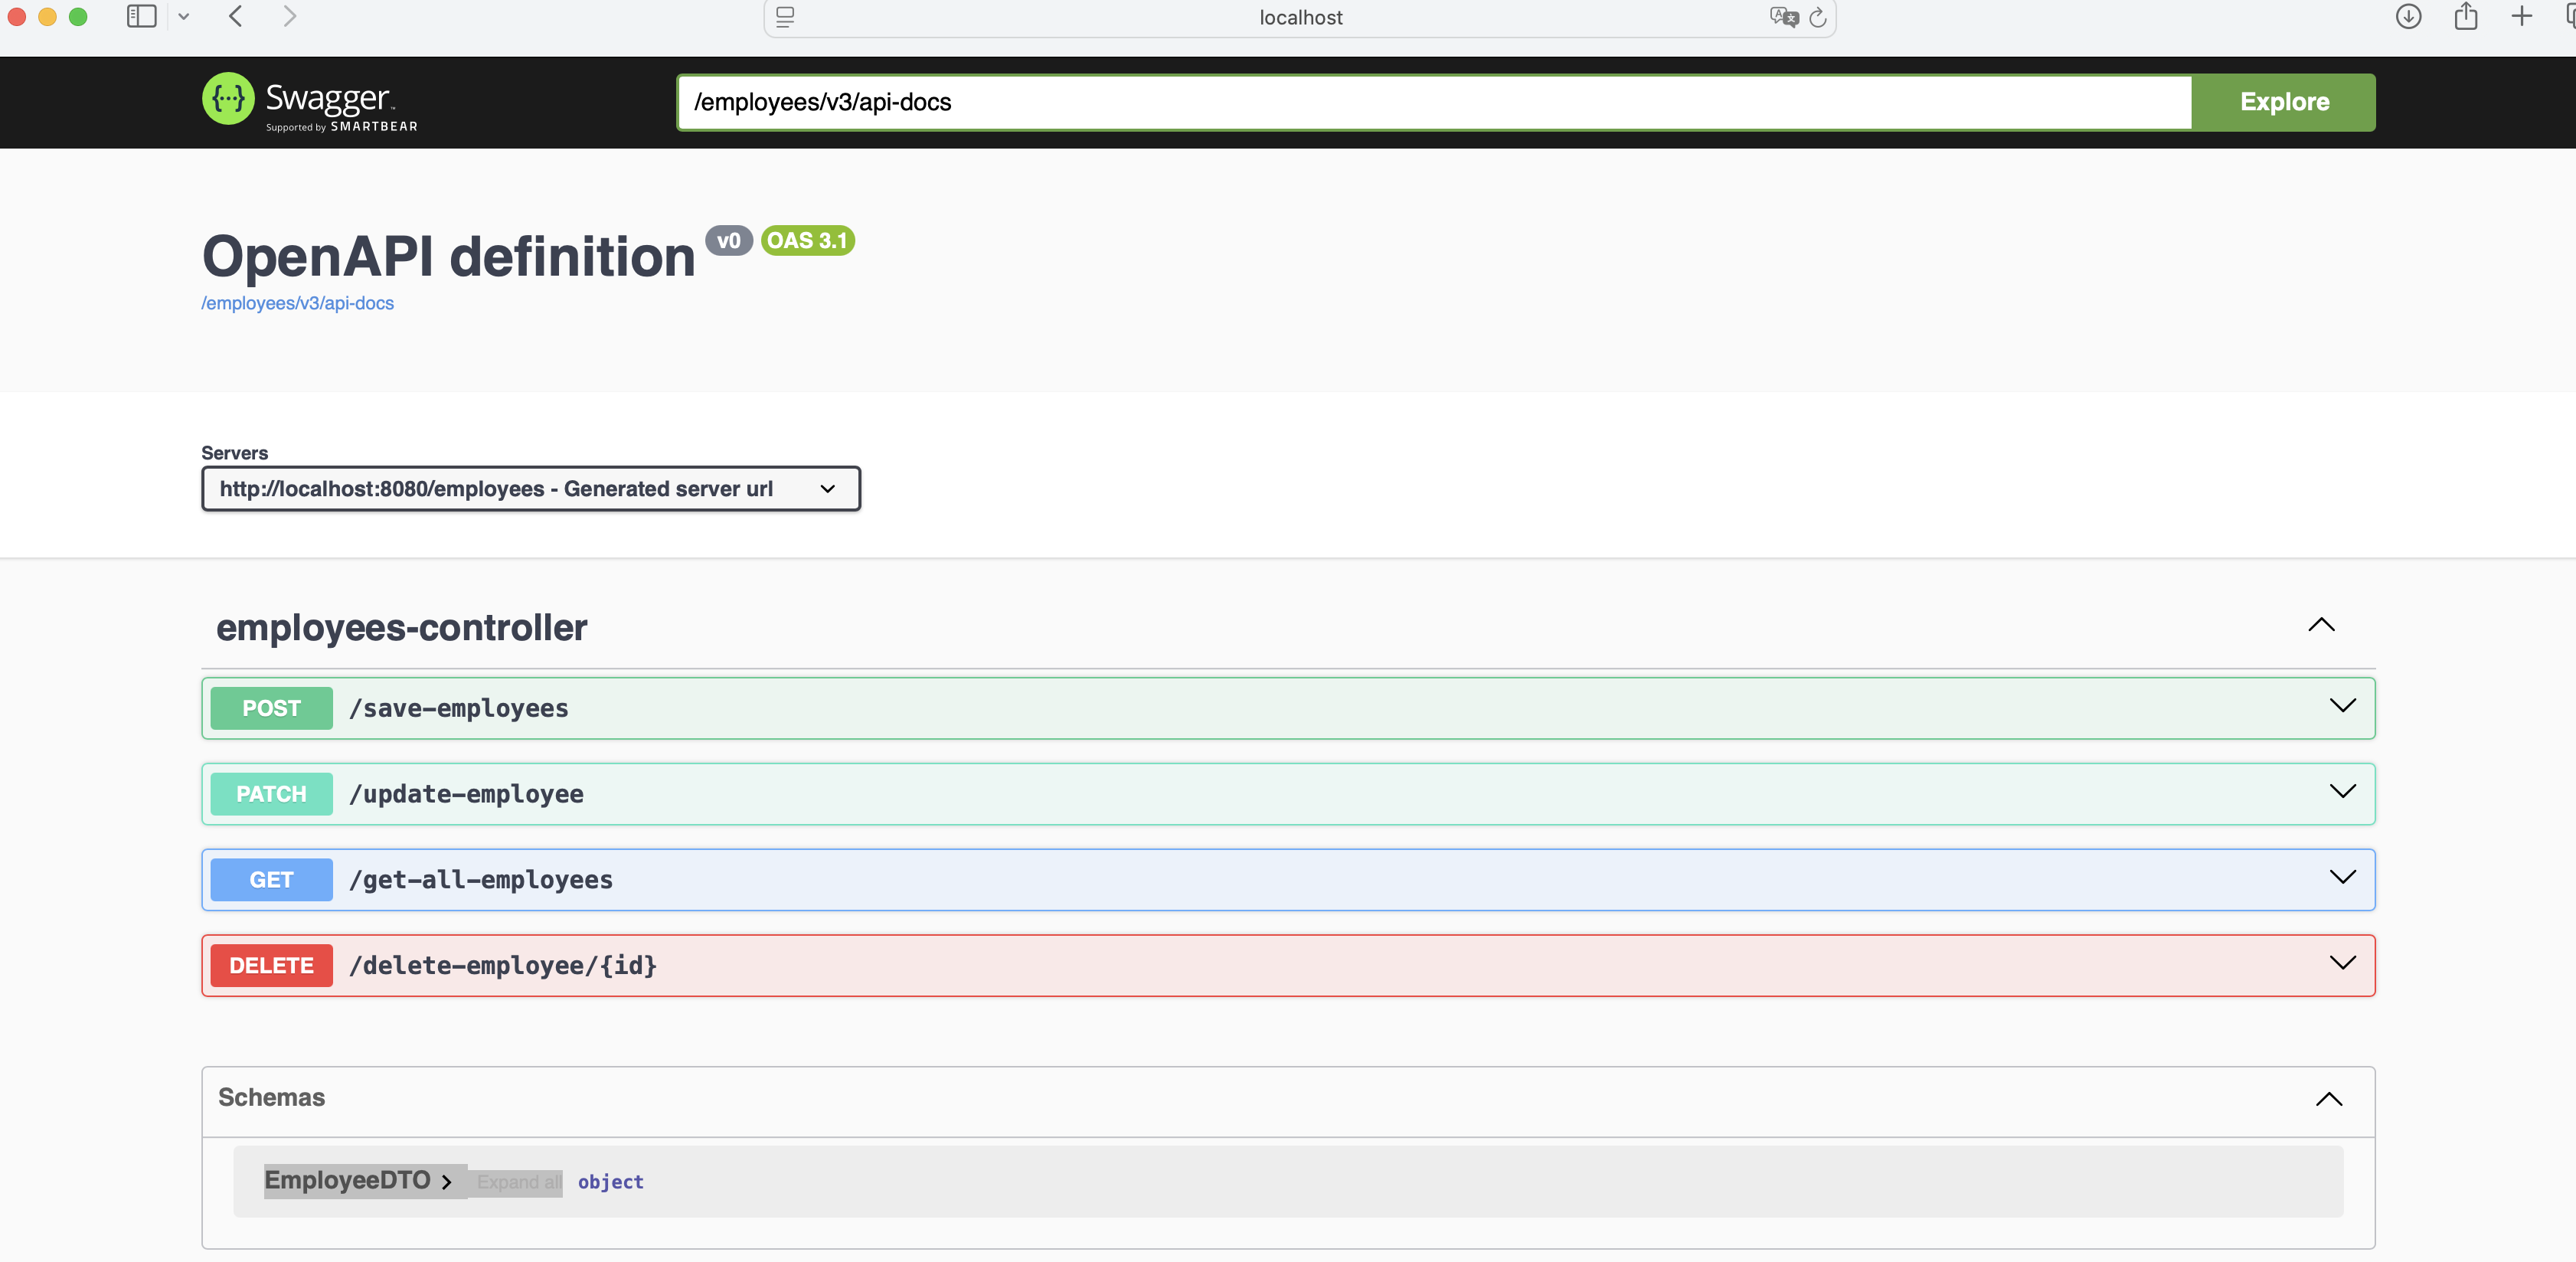 localhost
Swagger
Supported by SMARTBEAR
/employees/v3/api-docs
Explore
OpenAPI definition v0 OAS 3.1
/employees/v3/api-docs
Servers
http://localhost:8080/employees - Generated server url
employees-controller
POST /save-employees
PATCH /update-employee
GET /get-all-employees
DELETE /delete-employee/{id}
Schemas
EmployeeDTO Expand all object